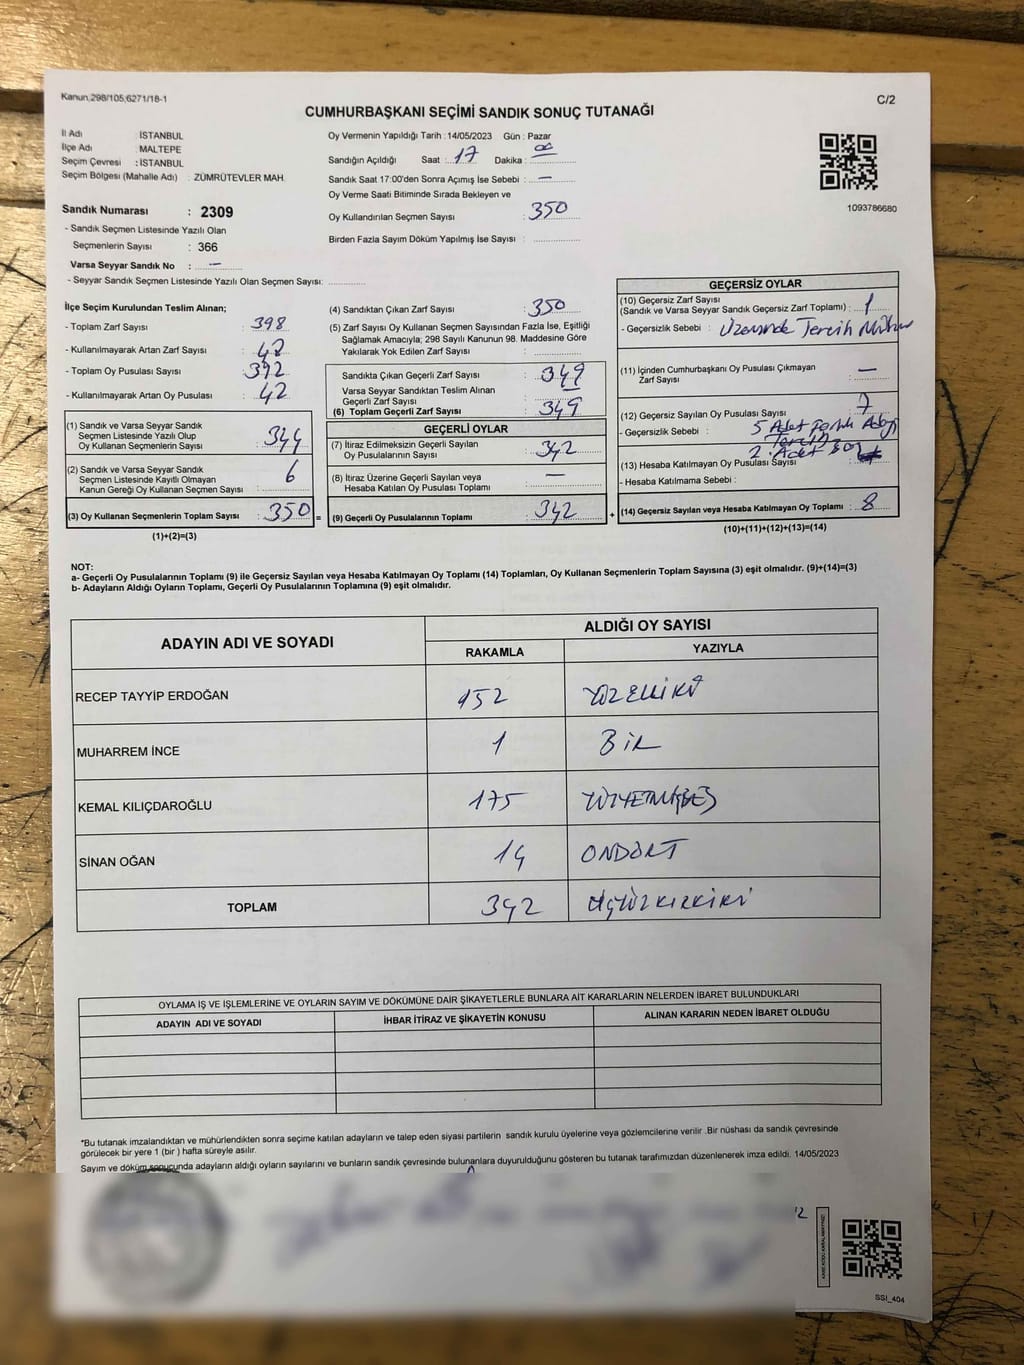 Kanun;298/105;6271/18-1
C/2
CUMHURBAŞKANI SEÇİMİ SANDIK SONUÇ TUTANAĞI
İl Adı : İSTANBUL
İlçe Adı : MALTEPE
Seçim Çevresi : İSTANBUL
Seçim Bölgesi (Mahalle Adı) : ZÜMRÜTEVLER MAH.
Sandık Numarası : 2309
- Sandık Seçmen Listesinde Yazılı Olan
Seçmenlerin Sayısı : 366
Varsa Seyyar Sandık No : —
- Seyyar Sandık Seçmen Listesinde Yazılı Olan Seçmen Sayısı:
Oy Vermenin Yapıldığı Tarih : 14/05/2023 Gün : Pazar
Sandığın Açıldığı Saat : 17 Dakika : 00
Sandık Saat 17:00'den Sonra Açımış İse Sebebi : —
Oy Verme Saati Bitiminde Sırada Bekleyen ve
Oy Kullandırılan Seçmen Sayısı : 350
Birden Fazla Sayım Döküm Yapılmış İse Sayısı :
1093786680
İlçe Seçim Kurulundan Teslim Alınan;
- Toplam Zarf Sayısı : 398
- Kullanılmayarak Artan Zarf Sayısı : 42
- Toplam Oy Pusulası Sayısı : 392
- Kullanılmayarak Artan Oy Pusulası : 42
(1) Sandık ve Varsa Seyyar Sandık
Seçmen Listesinde Yazılı Olup
Oy Kullanan Seçmenlerin Sayısı : 344
(2) Sandık ve Varsa Seyyar Sandık
Seçmen Listesinde Kayıtlı Olmayan
Kanun Gereği Oy Kullanan Seçmen Sayısı : 6
(3) Oy Kullanan Seçmenlerin Toplam Sayısı : 350 =
(1)+(2)=(3)
(4) Sandıktan Çıkan Zarf Sayısı : 350
(5) Zarf Sayısı Oy Kullanan Seçmen Sayısından Fazla İse, Eşitliği
Sağlamak Amacıyla; 298 Sayılı Kanunun 98. Maddesine Göre
Yakılarak Yok Edilen Zarf Sayısı :
Sandıkta Çıkan Geçerli Zarf Sayısı : 349
Varsa Seyyar Sandıktan Teslim Alınan
Geçerli Zarf Sayısı : —
(6) Toplam Geçerli Zarf Sayısı : 349
GEÇERLİ OYLAR
(7) İtiraz Edilmeksizin Geçerli Sayılan
Oy Pusulalarının Sayısı : 342
(8) İtiraz Üzerine Geçerli Sayılan veya
Hesaba Katılan Oy Pusulası Toplamı : —
(9) Geçerli Oy Pusulalarının Toplamı : 342 +
GEÇERSİZ OYLAR
(10) Geçersiz Zarf Sayısı
(Sandık ve Varsa Seyyar Sandık Geçersiz Zarf Toplamı) : 1
- Geçersizlik Sebebi : Üzerinde Tercih Mührü
(11) İçinden Cumhurbaşkanı Oy Pusulası Çıkmayan
Zarf Sayısı : —
(12) Geçersiz Sayılan Oy Pusulası Sayısı : 7
- Geçersizlik Sebebi : 5 Adet
Tercih
2. Adet
(13) Hesaba Katılmayan Oy Pusulası Sayısı :
- Hesaba Katılmama Sebebi :
(14) Geçersiz Sayılan veya Hesaba Katılmayan Oy Toplamı : 8
(10)+(11)+(12)+(13)=(14)
NOT:
a- Geçerli Oy Pusulalarının Toplamı (9) ile Geçersiz Sayılan veya Hesaba Katılmayan Oy Toplamı (14) Toplamları, Oy Kullanan Seçmenlerin Toplam Sayısına (3) eşit olmalıdır. (9)+(14)=(3)
b- Adayların Aldığı Oyların Toplamı, Geçerli Oy Pusulalarının Toplamına (9) eşit olmalıdır.
ADAYIN ADI VE SOYADI
ALDIĞI OY SAYISI
RAKAMLA YAZIYLA
RECEP TAYYİP ERDOĞAN 152 YÜZELLİİKİ
MUHARREM İNCE 1 BİR
KEMAL KILIÇDAROĞLU 175 YÜZYETMİŞBEŞ
SİNAN OĞAN 14 ONDÖRT
TOPLAM 342 ÜÇYÜZKIRKİKİ
OYLAMA İŞ VE İŞLEMLERİNE VE OYLARIN SAYIM VE DÖKÜMÜNE DAİR ŞİKAYETLERLE BUNLARA AİT KARARLARIN NELERDEN İBARET BULUNDUKLARI
ADAYIN ADI VE SOYADI İHBAR İTİRAZ VE ŞİKAYETİN KONUSU ALINAN KARARIN NEDEN İBARET OLDUĞU
*Bu tutanak imzalandıktan ve mühürlendikten sonra seçime katılan adayların ve talep eden siyasi partilerin sandık kurulu üyelerine veya gözlemcilerine verilir .Bir nüshası da sandık çevresinde
görülecek bir yere 1 (bir ) hafta süreyle asılır.
Sayım ve döküm sonucunda adayların aldığı oyların sayılarını ve bunların sandık çevresinde bulunanlara duyurulduğunu gösteren bu tutanak tarafımızdan düzenlenerek imza edildi. 14/05/2023
SSI_404